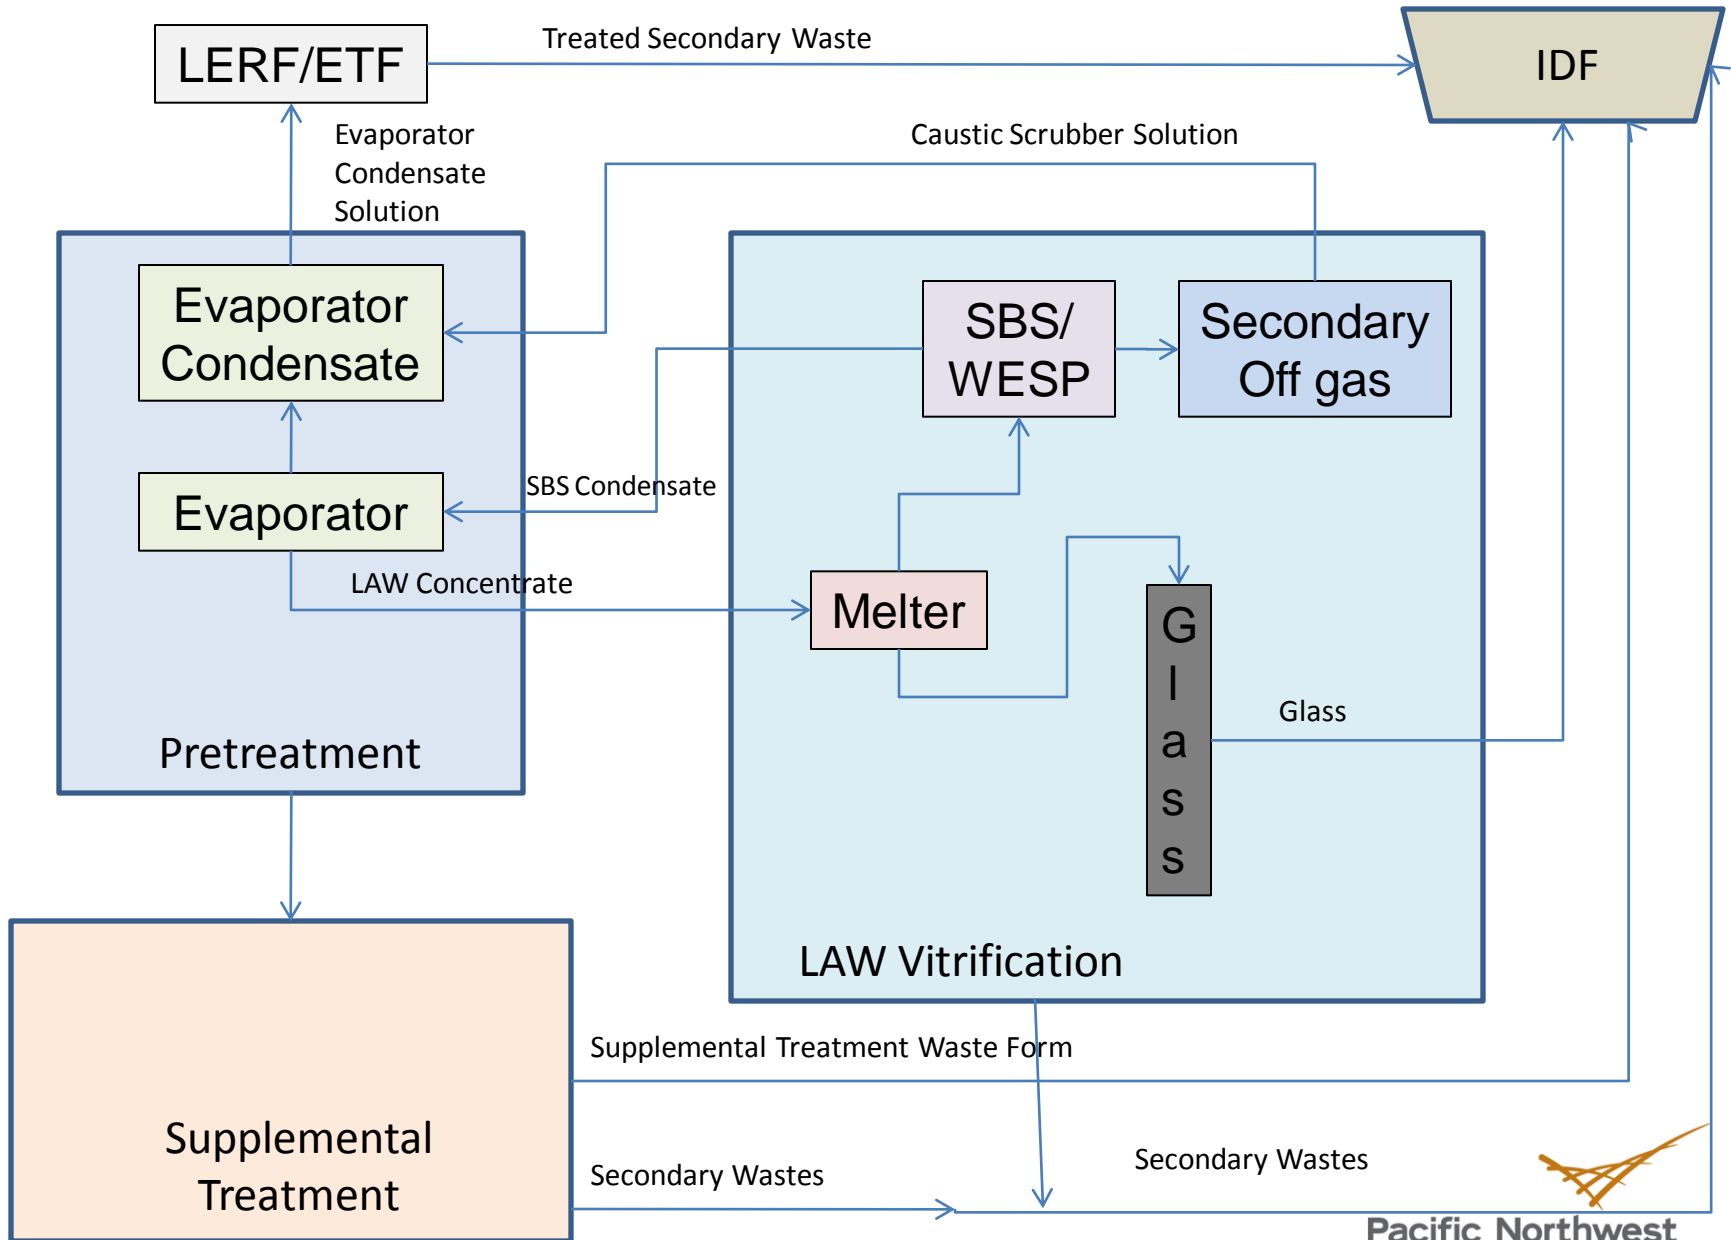 LERF/ETF
Treated Secondary Waste
IDF
Evaporator
Condensate
Solution
Caustic Scrubber Solution
Evaporator
Condensate
SBS/
WESP
Secondary
Off gas
Evaporator
SBS Condensate
LAW Concentrate
Melter
G
l
a
s
s
Glass
Pretreatment
LAW Vitrification
Supplemental Treatment Waste Form
Supplemental
Treatment
Secondary Wastes
Secondary Wastes
Pacific Northwest